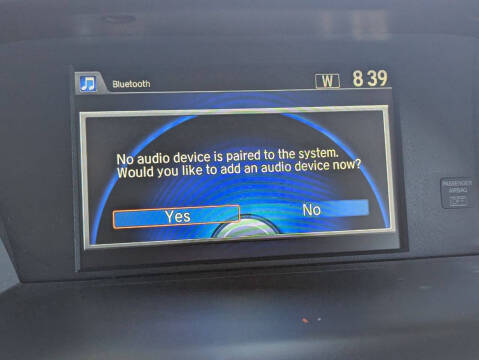 Bluetooth
W 8 39
No audio device is paired to the system.
Would you like to add an audio device now?
Yes
No
PASSENGER
AIRBAG